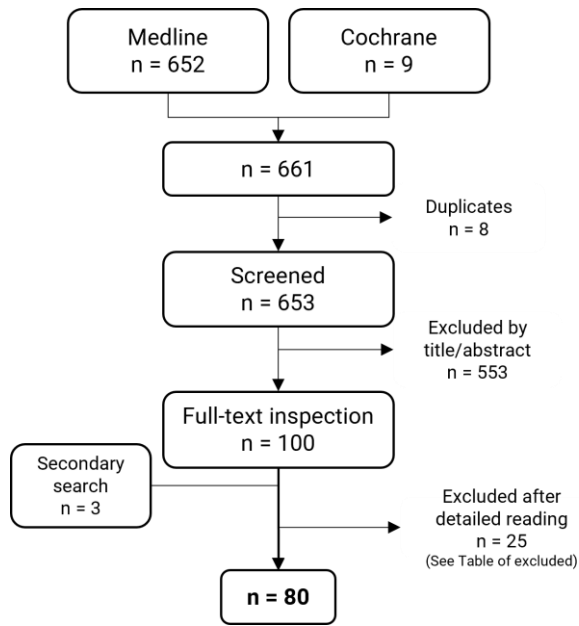 Medline
n = 652
Cochrane
n = 9
n = 661
Duplicates
n = 8
Screened
n = 653
Excluded by
title/abstract
n = 553
Full-text inspection
n = 100
Secondary
search
n = 3
Excluded after
detailed reading
n = 25
(See Table of excluded)
n = 80